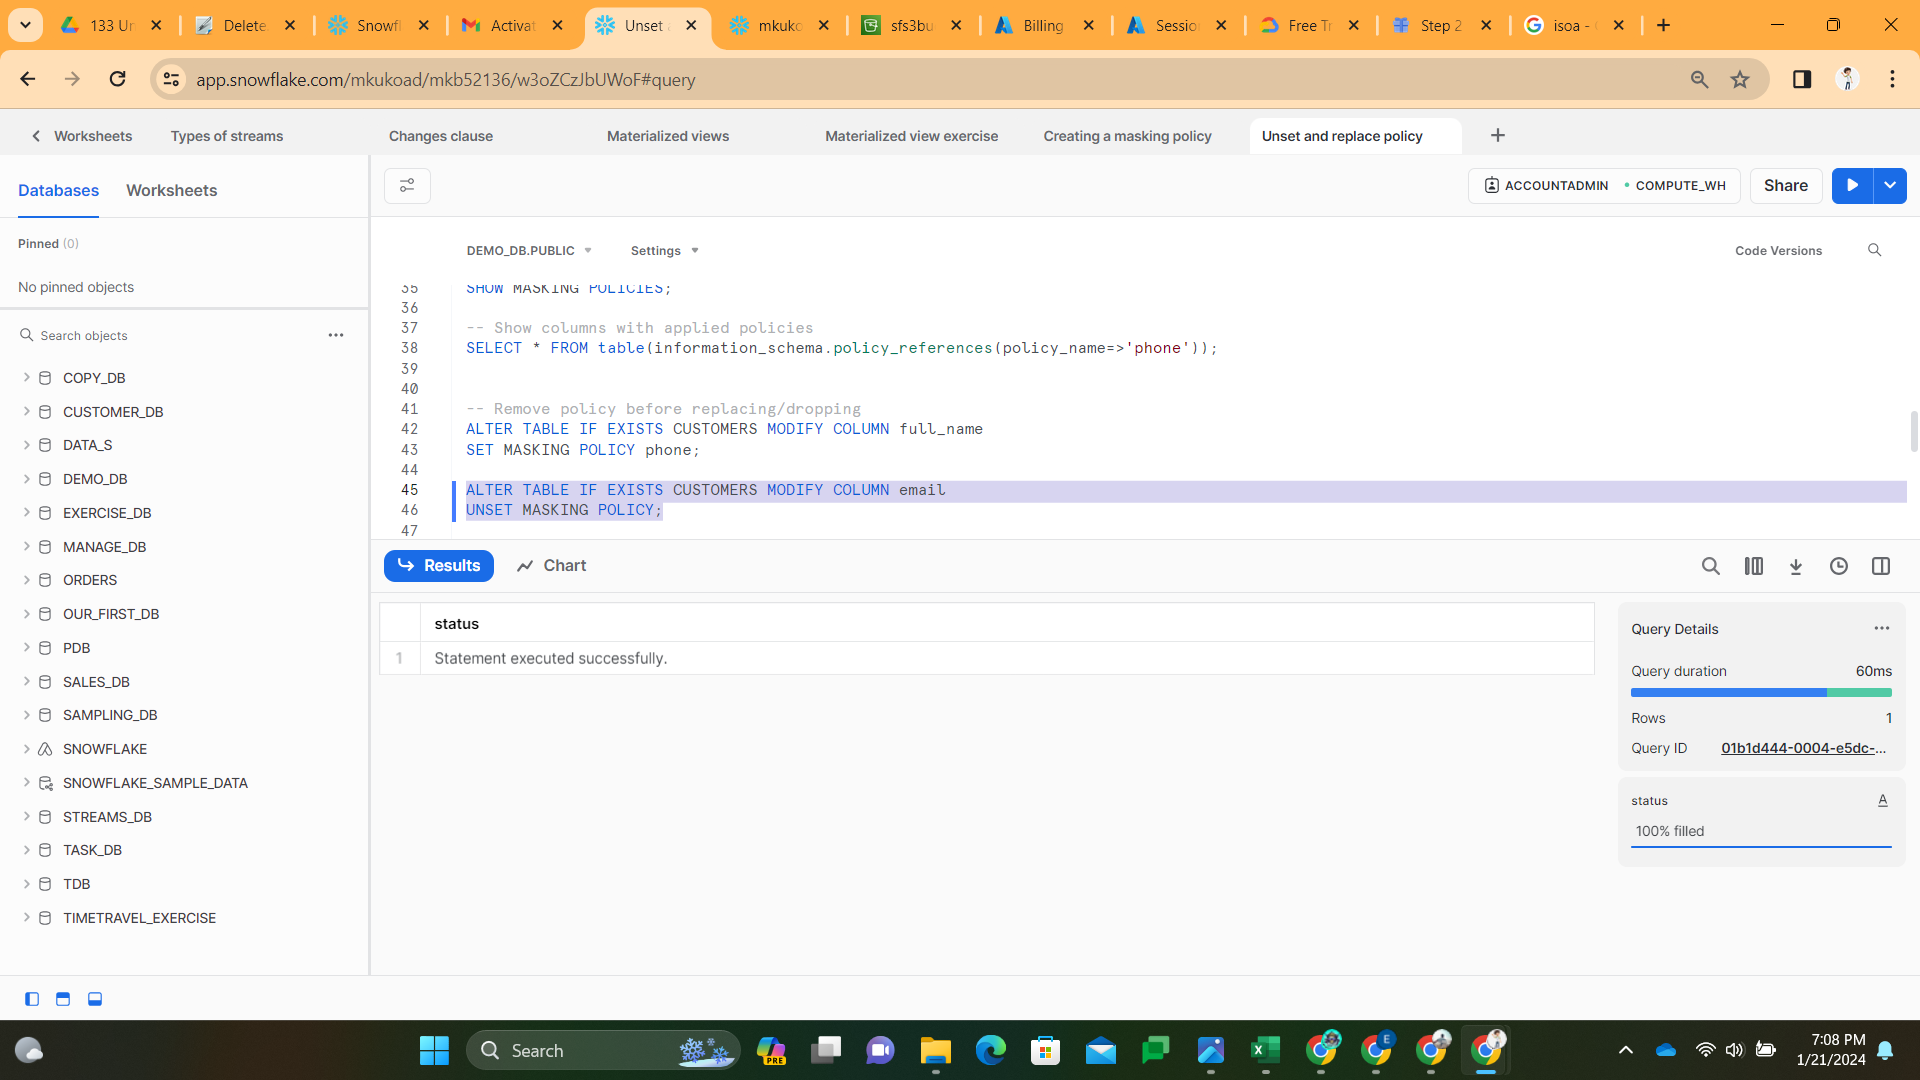 133 Un
Delete
Snowfl
Activat
Unset a
mkuko
sfs3bu
Billing
Sessio
Free Tr
Step 2
isoa -
app.snowflake.com/mkukoad/mkb52136/w3oZCzJbUWoF#query
Worksheets
Types of streams
Changes clause
Materialized views
Materialized view exercise
Creating a masking policy
Unset and replace policy
Databases
Worksheets
ACCOUNTADMIN
COMPUTE_WH
Share
Pinned (0)
No pinned objects
DEMO_DB.PUBLIC
Settings
Code Versions
Search objects
COPY_DB
CUSTOMER_DB
DATA_S
DEMO_DB
EXERCISE_DB
MANAGE_DB
ORDERS
OUR_FIRST_DB
PDB
SALES_DB
SAMPLING_DB
SNOWFLAKE
SNOWFLAKE_SAMPLE_DATA
STREAMS_DB
TASK_DB
TDB
TIMETRAVEL_EXERCISE
35 SHOW MASKING POLICIES;
36
37 -- Show columns with applied policies
38 SELECT * FROM table(information_schema.policy_references(policy_name=>'phone'));
39
40
41 -- Remove policy before replacing/dropping
42 ALTER TABLE IF EXISTS CUSTOMERS MODIFY COLUMN full_name
43 SET MASKING POLICY phone;
44
45 ALTER TABLE IF EXISTS CUSTOMERS MODIFY COLUMN email
46 UNSET MASKING POLICY;
47
Results
Chart
status
1 Statement executed successfully.
Query Details
Query duration 60ms
Rows 1
Query ID 01b1d444-0004-e5dc-...
status A
100% filled
Search
PRE
E
7:08 PM
1/21/2024